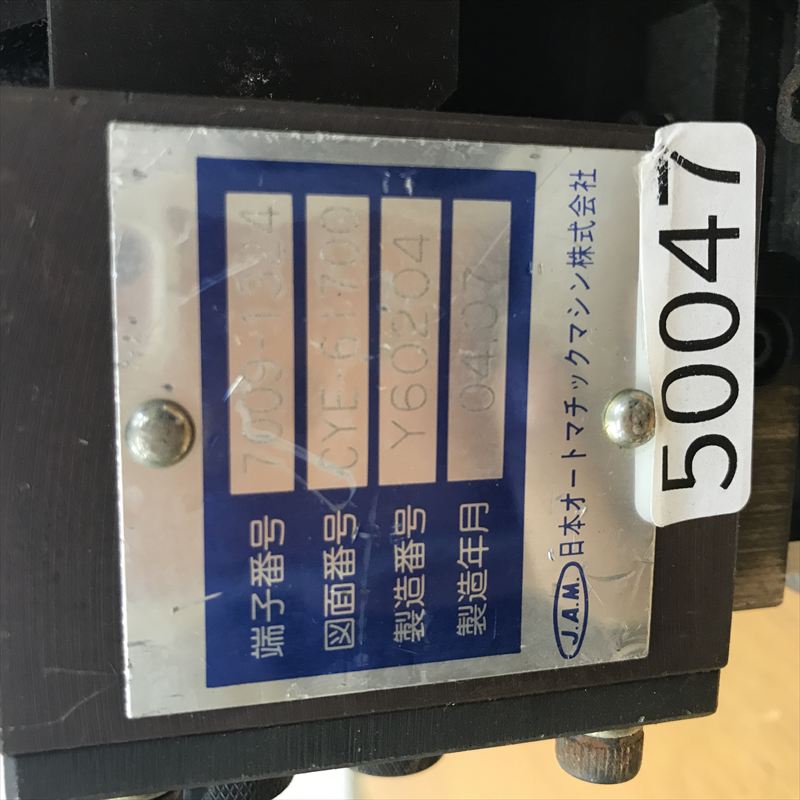 端子番号 7009-1324
図面番号 CYE-61700
製造番号 Y60204
製造年月 04.07
J.A.M. 日本オートマチックマシン株式会社
50047